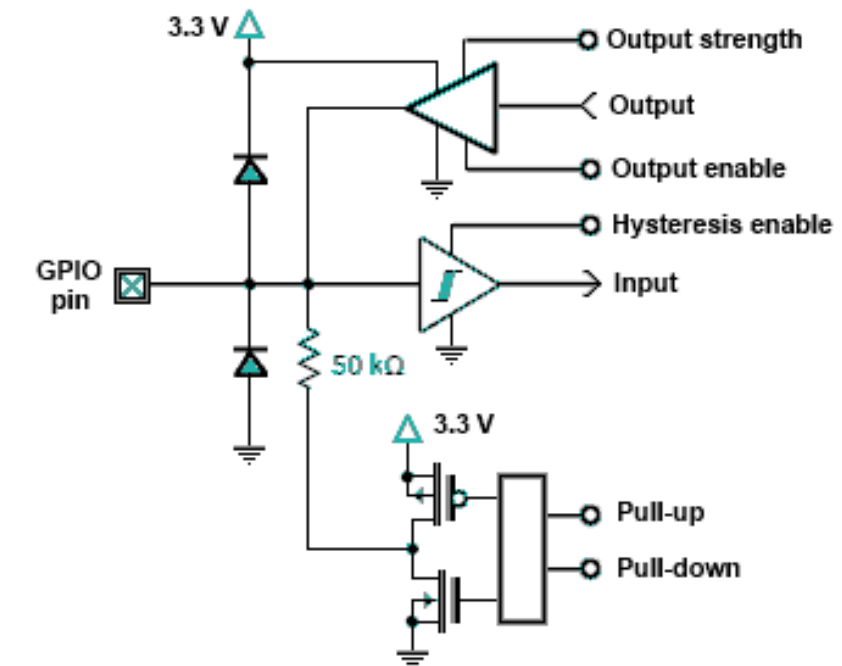 3.3 V
Output strength
Output
Output enable
Hysteresis enable
GPIO
pin
Input
50 kΩ
3.3 V
Pull-up
Pull-down